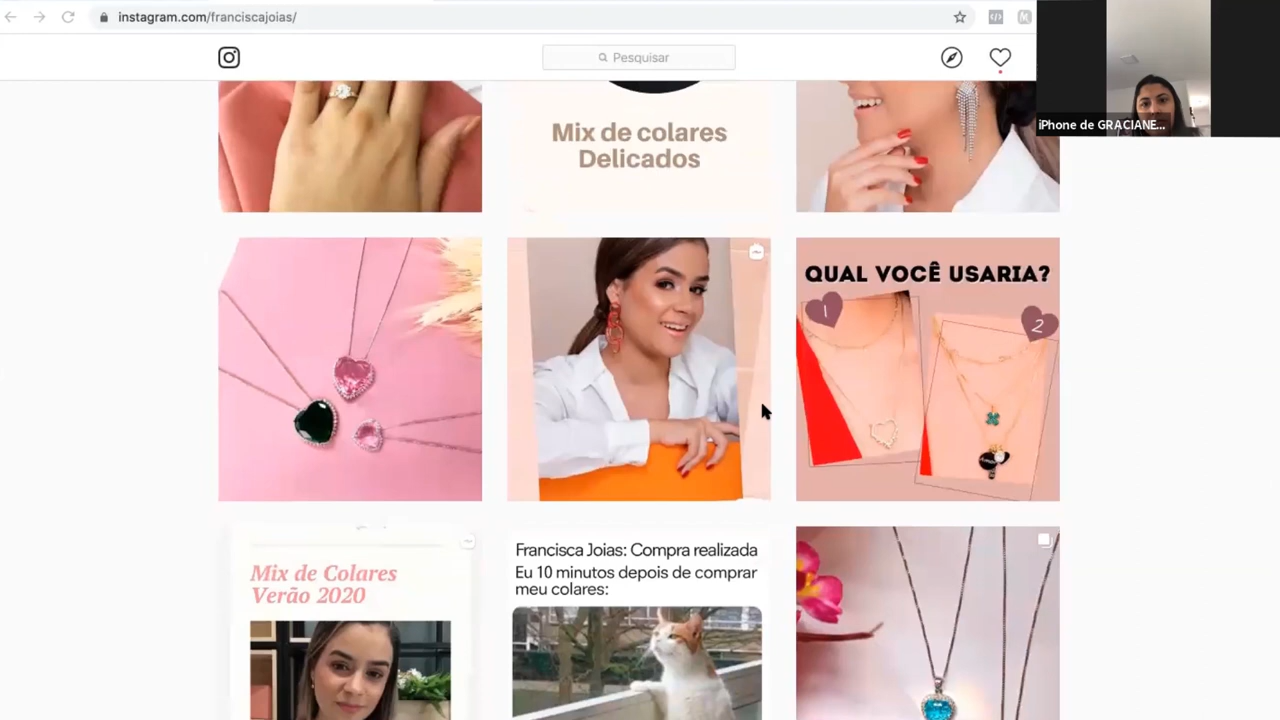 instagram.com/franciscajoias/
Pesquisar
iPhone de GRACIANE...
Mix de colares
Delicados
QUAL VOCÊ USARIA?
1
2
Mix de Colares
Verão 2020
Francisca Joias: Compra realizada
Eu 10 minutos depois de comprar
meu colares: